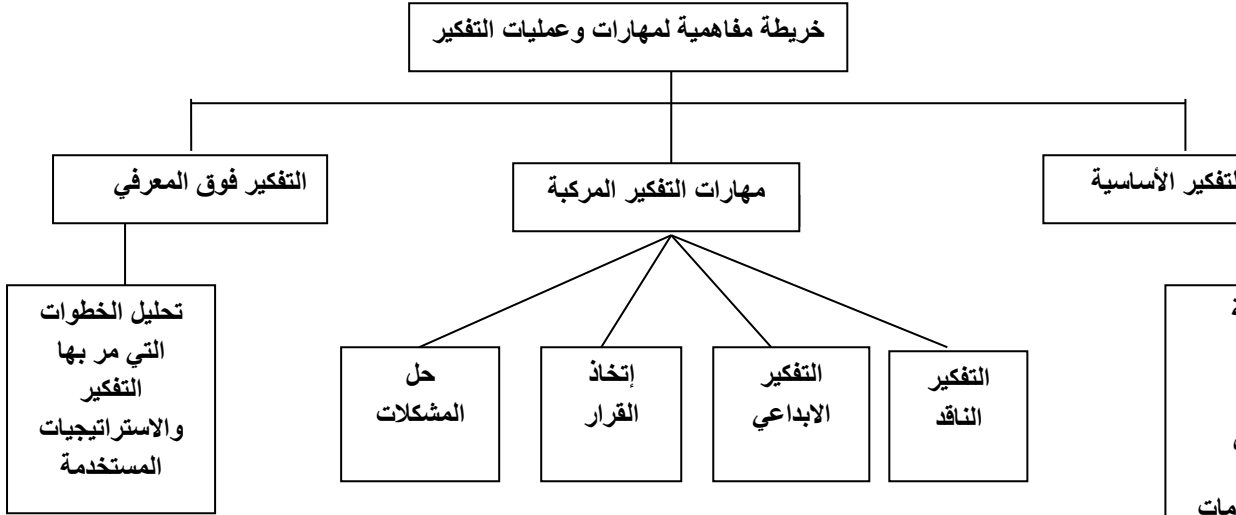 خريطة مفاهمية لمهارات وعمليات التفكير
التفكير الأساسية
مهارات التفكير المركبة
التفكير فوق المعرفي
التفكير
الناقد
التفكير
الابداعي
إتخاذ
القرار
حل
المشكلات
تحليل الخطوات
التي مر بها
التفكير
والاستراتيجيات
المستخدمة